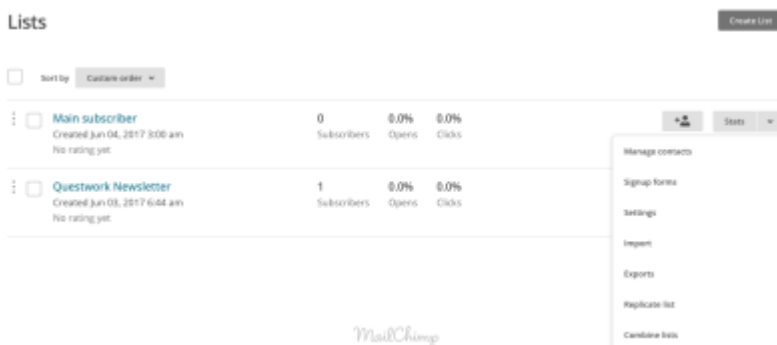 Lists
Create List
Sort by Custom order
Main subscriber 0 0.0% 0.0% Stats
Created Jun 04, 2017 3:00 am Subscribers Opens Clicks
No rating yet
Manage contacts
Signup forms
Questwork Newsletter 1 0.0% 0.0%
Created Jun 03, 2017 6:44 am Subscribers Opens Clicks
No rating yet
Settings
Import
Exports
Replicate list
Combine lists
MailChimp